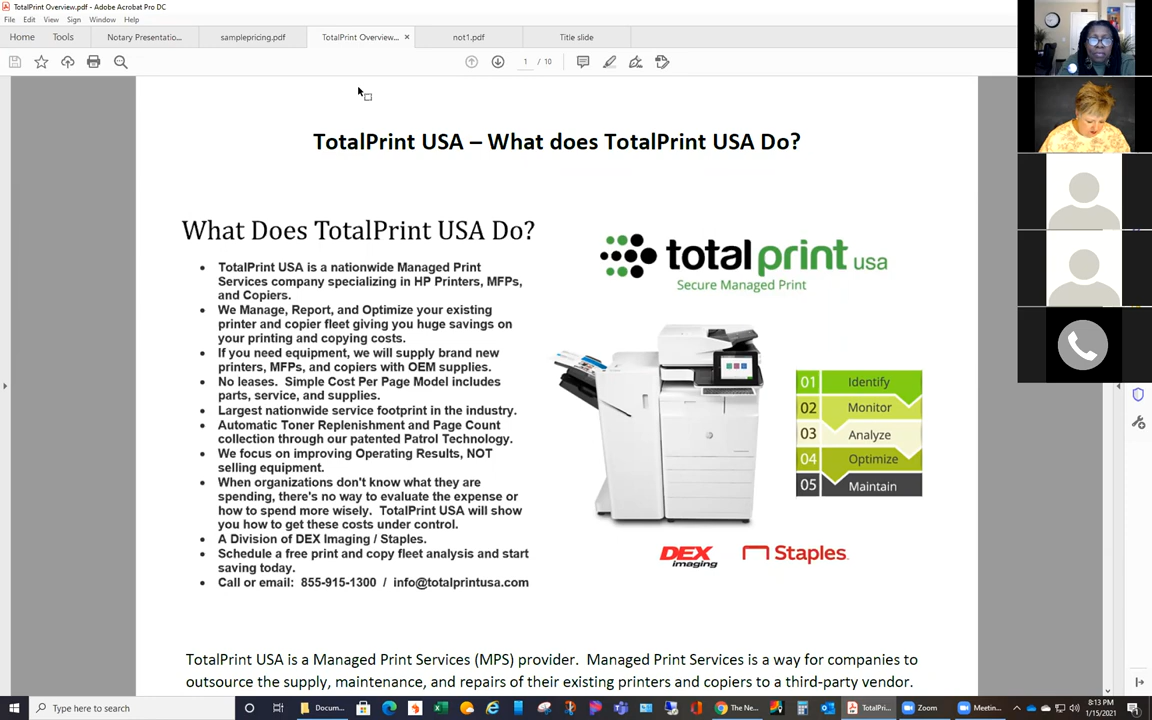 TotalPrint Overview.pdf - Adobe Acrobat Pro DC
File Edit View Sign Window Help
Home Tools Notary Presentatio... samplepricing.pdf TotalPrint Overview... × not1.pdf Title slide
1 / 10
TotalPrint USA – What does TotalPrint USA Do?
What Does TotalPrint USA Do?
• TotalPrint USA is a nationwide Managed Print
Services company specializing in HP Printers, MFPs,
and Copiers.
• We Manage, Report, and Optimize your existing
printer and copier fleet giving you huge savings on
your printing and copying costs.
• If you need equipment, we will supply brand new
printers, MFPs, and copiers with OEM supplies.
• No leases. Simple Cost Per Page Model includes
parts, service, and supplies.
• Largest nationwide service footprint in the industry.
• Automatic Toner Replenishment and Page Count
collection through our patented Patrol Technology.
• We focus on improving Operating Results, NOT
selling equipment.
• When organizations don't know what they are
spending, there's no way to evaluate the expense or
how to spend more wisely. TotalPrint USA will show
you how to get these costs under control.
• A Division of DEX Imaging / Staples.
• Schedule a free print and copy fleet analysis and start
saving today.
• Call or email: 855-915-1300 / info@totalprintusa.com
totalprint usa
Secure Managed Print
01 Identify
02 Monitor
03 Analyze
04 Optimize
05 Maintain
DEX imaging
Staples
TotalPrint USA is a Managed Print Services (MPS) provider. Managed Print Services is a way for companies to
outsource the supply, maintenance, and repairs of their existing printers and copiers to a third-party vendor.
Type here to search
Docum...
The Ne...
TotalPri...
Zoom
Meetin...
8:13 PM
1/15/2021